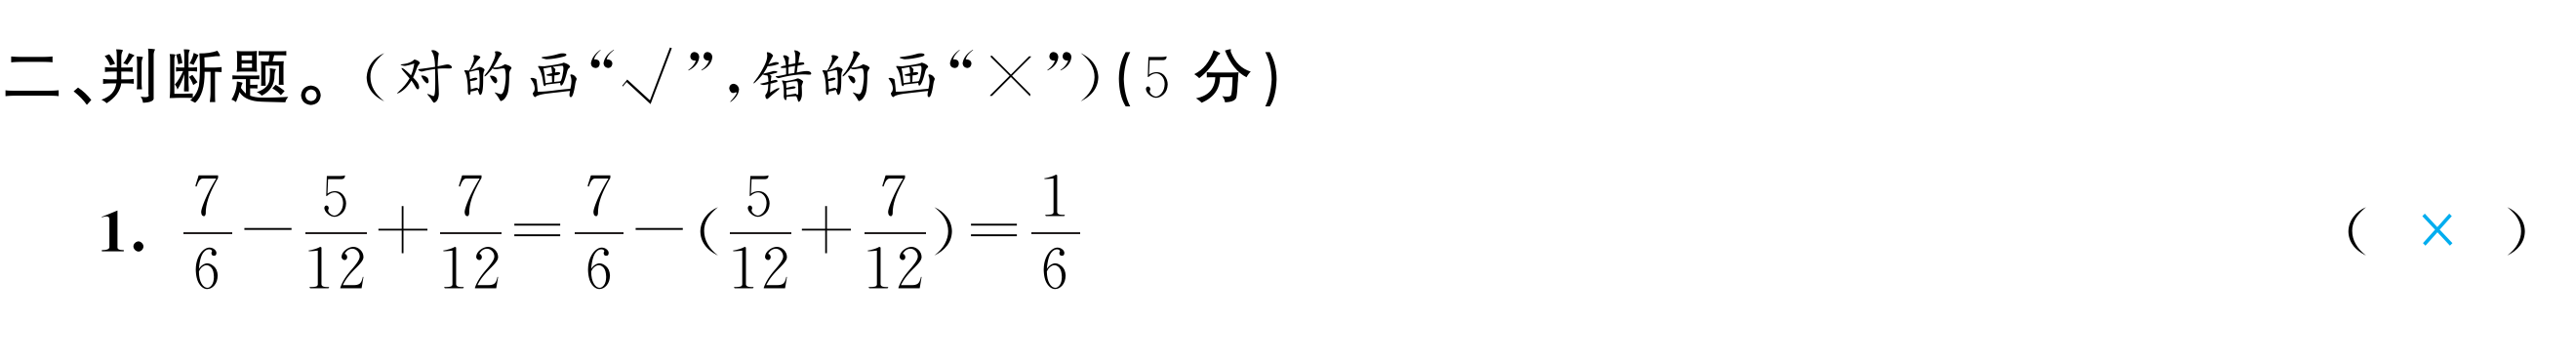 二、判断题。(对的画“√”,错的画“×”)(5 分)
1. 7/6 − 5/12 + 7/12 = 7/6 − (5/12 + 7/12) = 1/6 ( × )